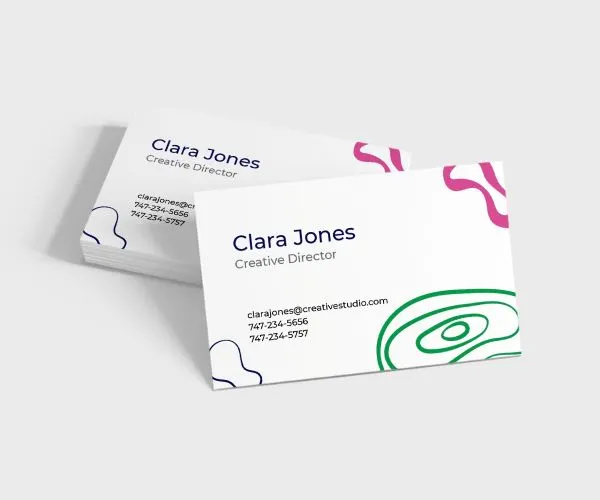 Clara Jones
Creative Director
clarajones@cr
747-234-5656
747-234-5757
Clara Jones
Creative Director
clarajones@creativestudio.com
747-234-5656
747-234-5757